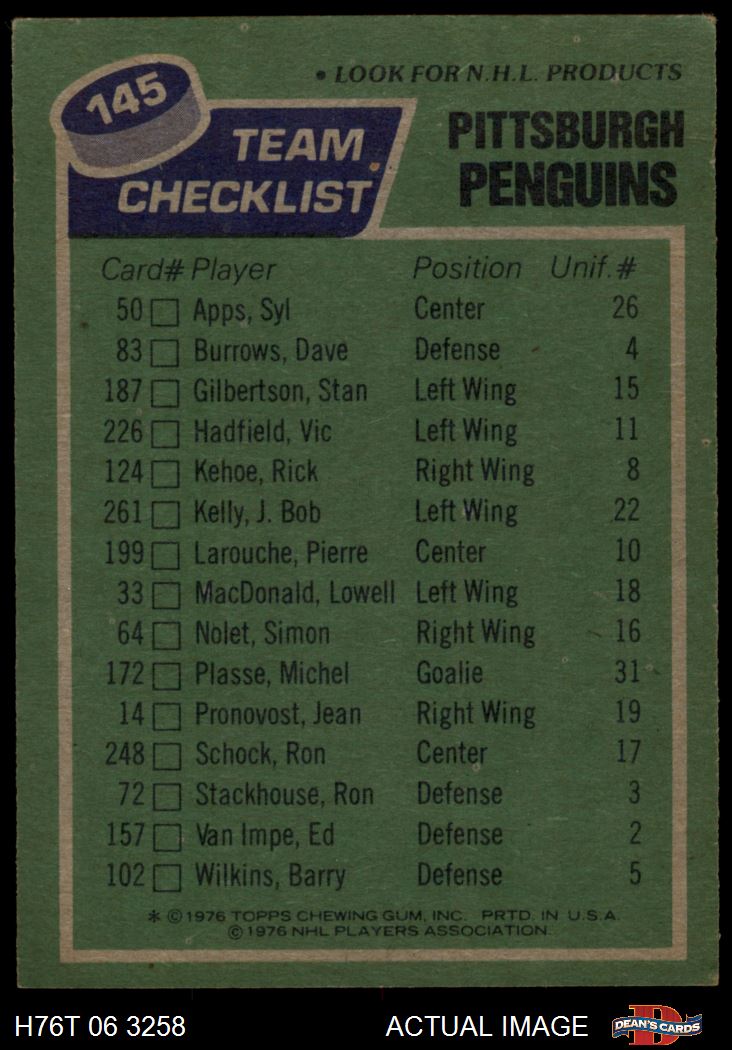 • LOOK FOR N.H.L. PRODUCTS
145
TEAM CHECKLIST
PITTSBURGH PENGUINS
Card# Player Position Unif. #
50 □ Apps, Syl Center 26
83 □ Burrows, Dave Defense 4
187 □ Gilbertson, Stan Left Wing 15
226 □ Hadfield, Vic Left Wing 11
124 □ Kehoe, Rick Right Wing 8
261 □ Kelly, J. Bob Left Wing 22
199 □ Larouche, Pierre Center 10
33 □ MacDonald, Lowell Left Wing 18
64 □ Nolet, Simon Right Wing 16
172 □ Plasse, Michel Goalie 31
14 □ Pronovost, Jean Right Wing 19
248 □ Schock, Ron Center 17
72 □ Stackhouse, Ron Defense 3
157 □ Van Impe, Ed Defense 2
102 □ Wilkins, Barry Defense 5
* © 1976 TOPPS CHEWING GUM, INC. PRTD. IN U.S.A.
© 1976 NHL PLAYERS ASSOCIATION
H76T 06 3258 ACTUAL IMAGE D DEAN'S CARDS